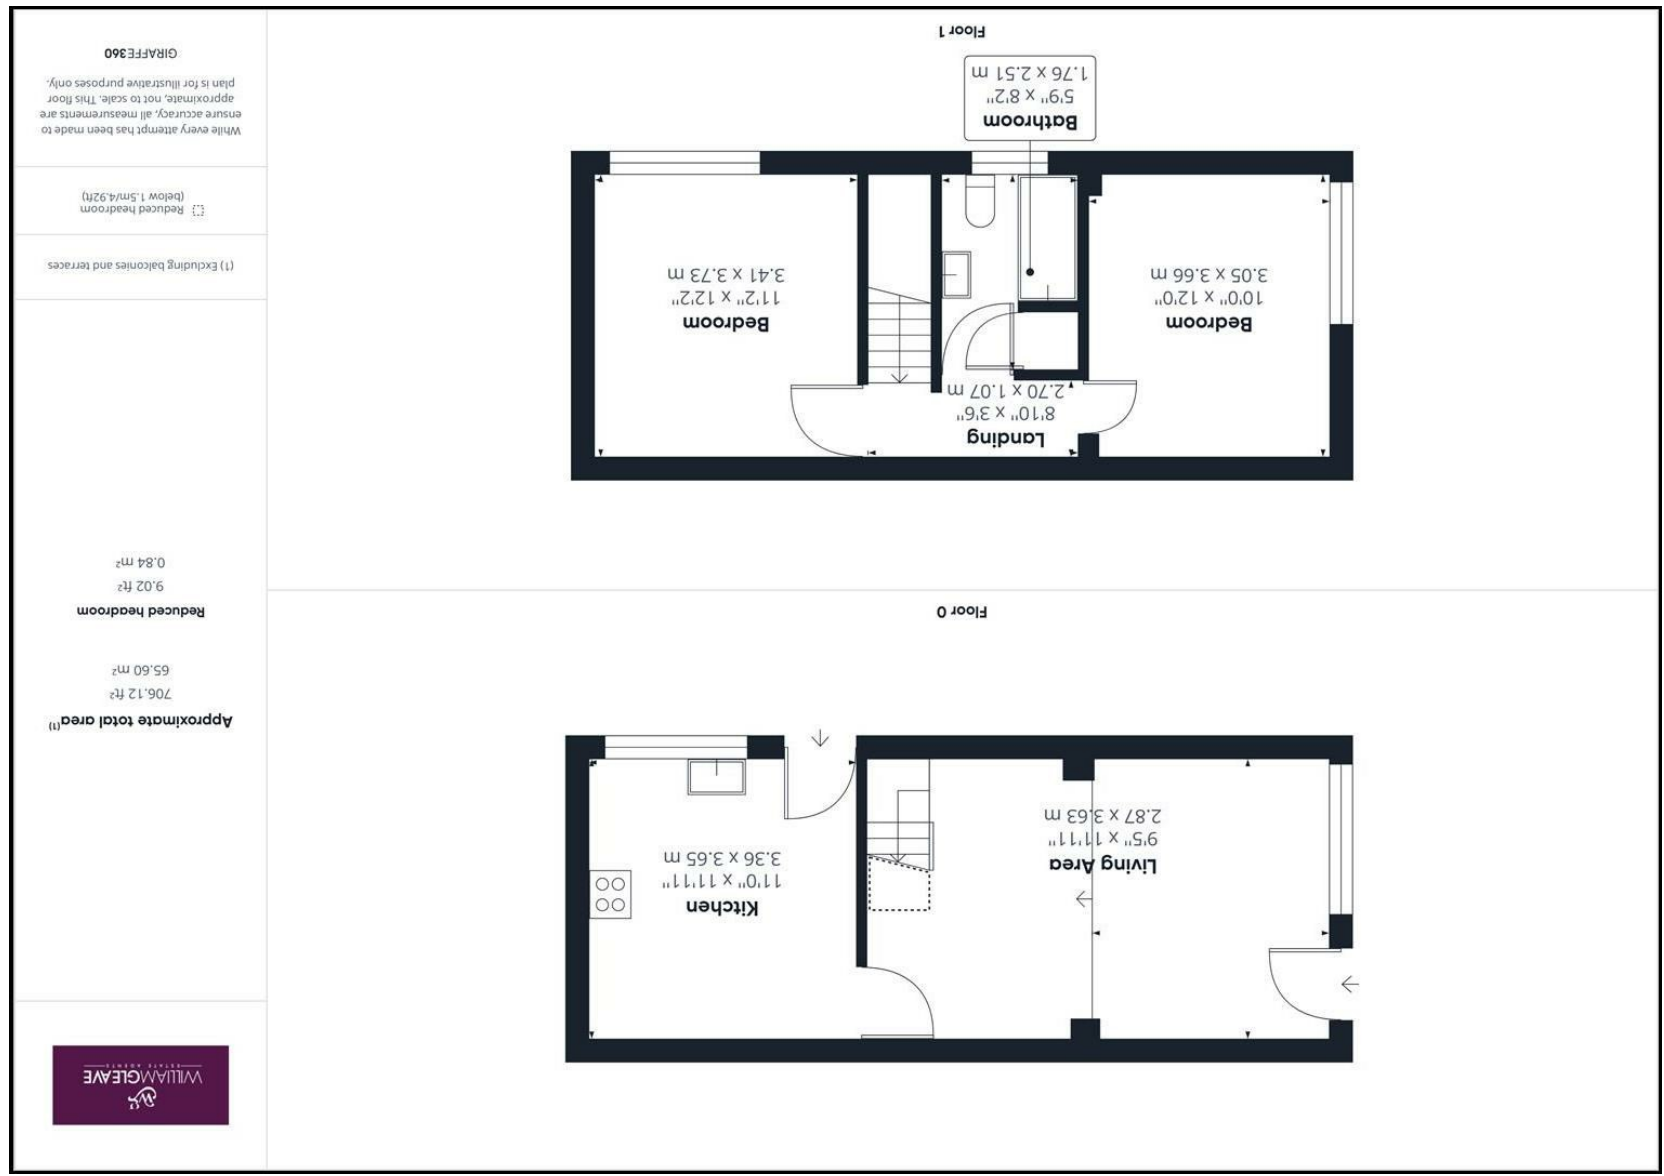 WILLIAMGLEAVE
ESTATE AGENTS
Approximate total area(1)
706.12 ft²
65.60 m²
Reduced headroom
9.02 ft²
0.84 m²
(1) Excluding balconies and terraces
Reduced headroom
(below 1.5m/4.92ft)
While every attempt has been made to
ensure accuracy, all measurements are
approximate, not to scale. This floor
plan is for illustrative purposes only.
GIRAFFE360
Living Area
9'5" x 11'11"
2.87 x 3.63 m
Kitchen
11'0" x 11'11"
3.36 x 3.65 m
Floor 0
Landing
8'10" x 3'6"
2.70 x 1.07 m
Bedroom
10'0" x 12'0"
3.05 x 3.66 m
Bedroom
11'2" x 12'2"
3.41 x 3.73 m
Bathroom
5'9" x 8'2"
1.76 x 2.51 m
Floor 1